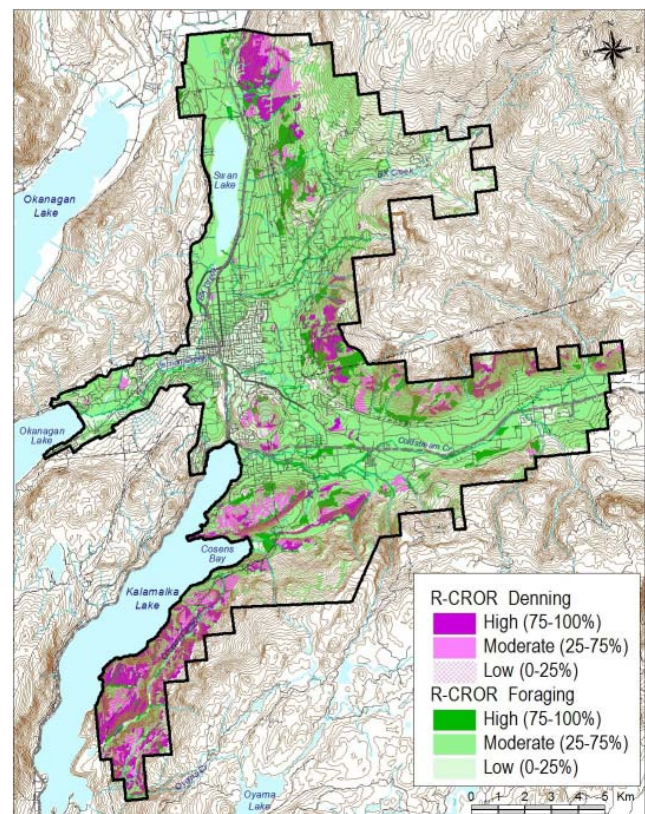 N
Okanagan
Lake
Swan
Lake
BX Creek
Okanagan
Lake
Coldstream Cr.
Cosens
Bay
Kalamalka
Lake
Oyama
Lake
R-CROR Denning
High (75-100%)
Moderate (25-75%)
Low (0-25%)
R-CROR Foraging
High (75-100%)
Moderate (25-75%)
Low (0-25%)
0 1 2 3 4 5 Km